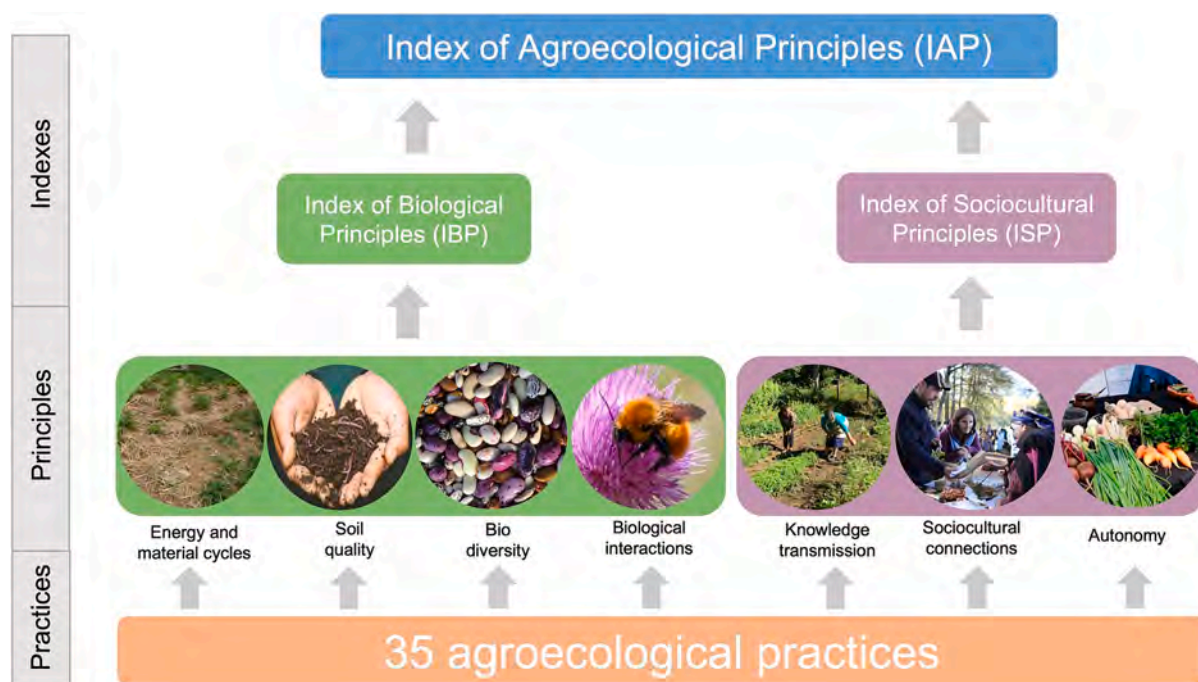 Indexes
Index of Agroecological Principles (IAP)
Index of Biological
Principles (IBP)
Index of Sociocultural
Principles (ISP)
Principles
Energy and
material cycles
Soil
quality
Bio
diversity
Biological
interactions
Knowledge
transmission
Sociocultural
connections
Autonomy
Practices
35 agroecological practices